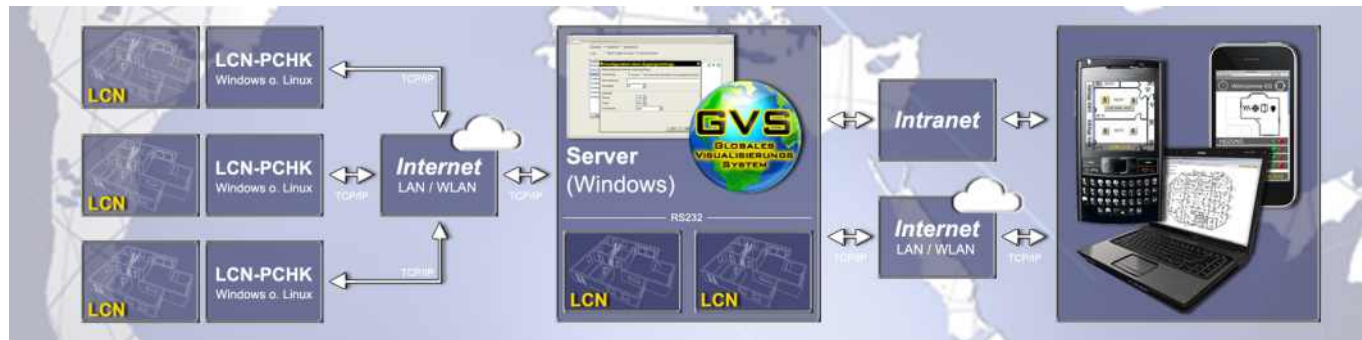 LCN
LCN-PCHK
Windows o. Linux
TCP/IP
LCN
LCN-PCHK
Windows o. Linux
TCP/IP
LCN
LCN-PCHK
Windows o. Linux
TCP/IP
Internet
LAN / WLAN
TCP/IP
GVS
GLOBALES
VISUALISIERUNGS
SYSTEM
Server
(Windows)
RS232
LCN
LCN
Intranet
TCP/IP
Internet
LAN / WLAN
TCP/IP